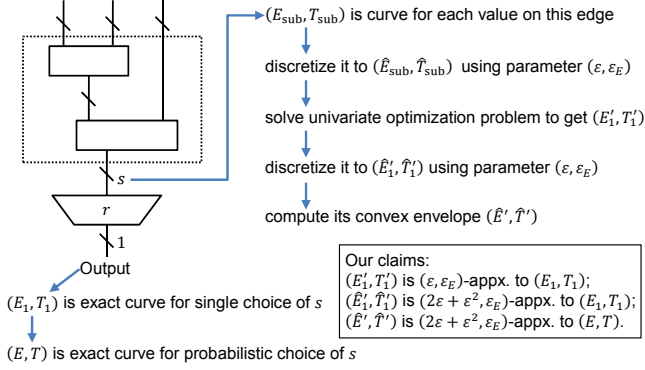 (E_sub, T_sub) is curve for each value on this edge
discretize it to (Ê_sub, T̂_sub) using parameter (ε, ε_E)
solve univariate optimization problem to get (E′_1, T′_1)
s
discretize it to (Ê′_1, T̂′_1) using parameter (ε, ε_E)
r
compute its convex envelope (Ê′, T̂′)
1
Output
(E_1, T_1) is exact curve for single choice of s
(E, T) is exact curve for probabilistic choice of s
Our claims:
(E′_1, T′_1) is (ε, ε_E)-appx. to (E_1, T_1);
(Ê′_1, T̂′_1) is (2ε + ε², ε_E)-appx. to (E_1, T_1);
(Ê′, T̂′) is (2ε + ε², ε_E)-appx. to (E, T).